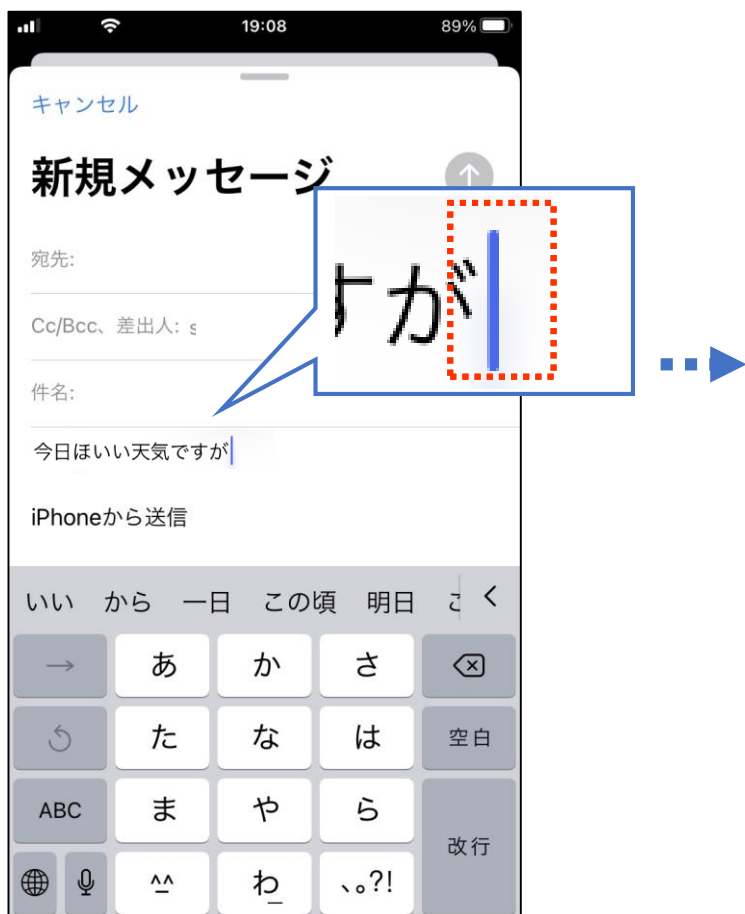 19:08
89%
キャンセル
新規メッセージ
宛先:
すが
Cc/Bcc、差出人: s
件名:
今日ほいい天気ですが
iPhoneから送信
いい から 一日 この頃 明日
→ あ か さ
た な は 空白
ABC ま や ら
改行
^^ わ_ 、。?!